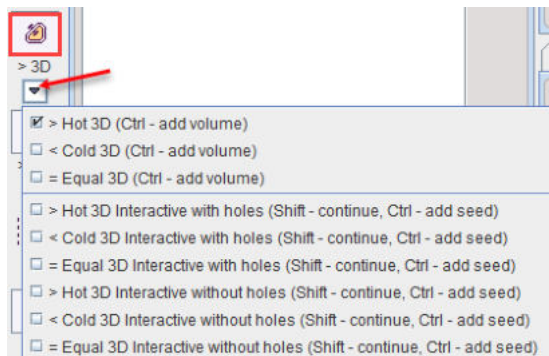 > 3D
> Hot 3D (Ctrl - add volume)
< Cold 3D (Ctrl - add volume)
= Equal 3D (Ctrl - add volume)
> Hot 3D Interactive with holes (Shift - continue, Ctrl - add seed)
< Cold 3D Interactive with holes (Shift - continue, Ctrl - add seed)
= Equal 3D Interactive with holes (Shift - continue, Ctrl - add seed)
> Hot 3D Interactive without holes (Shift - continue, Ctrl - add seed)
< Cold 3D Interactive without holes (Shift - continue, Ctrl - add seed)
= Equal 3D Interactive without holes (Shift - continue, Ctrl - add seed)